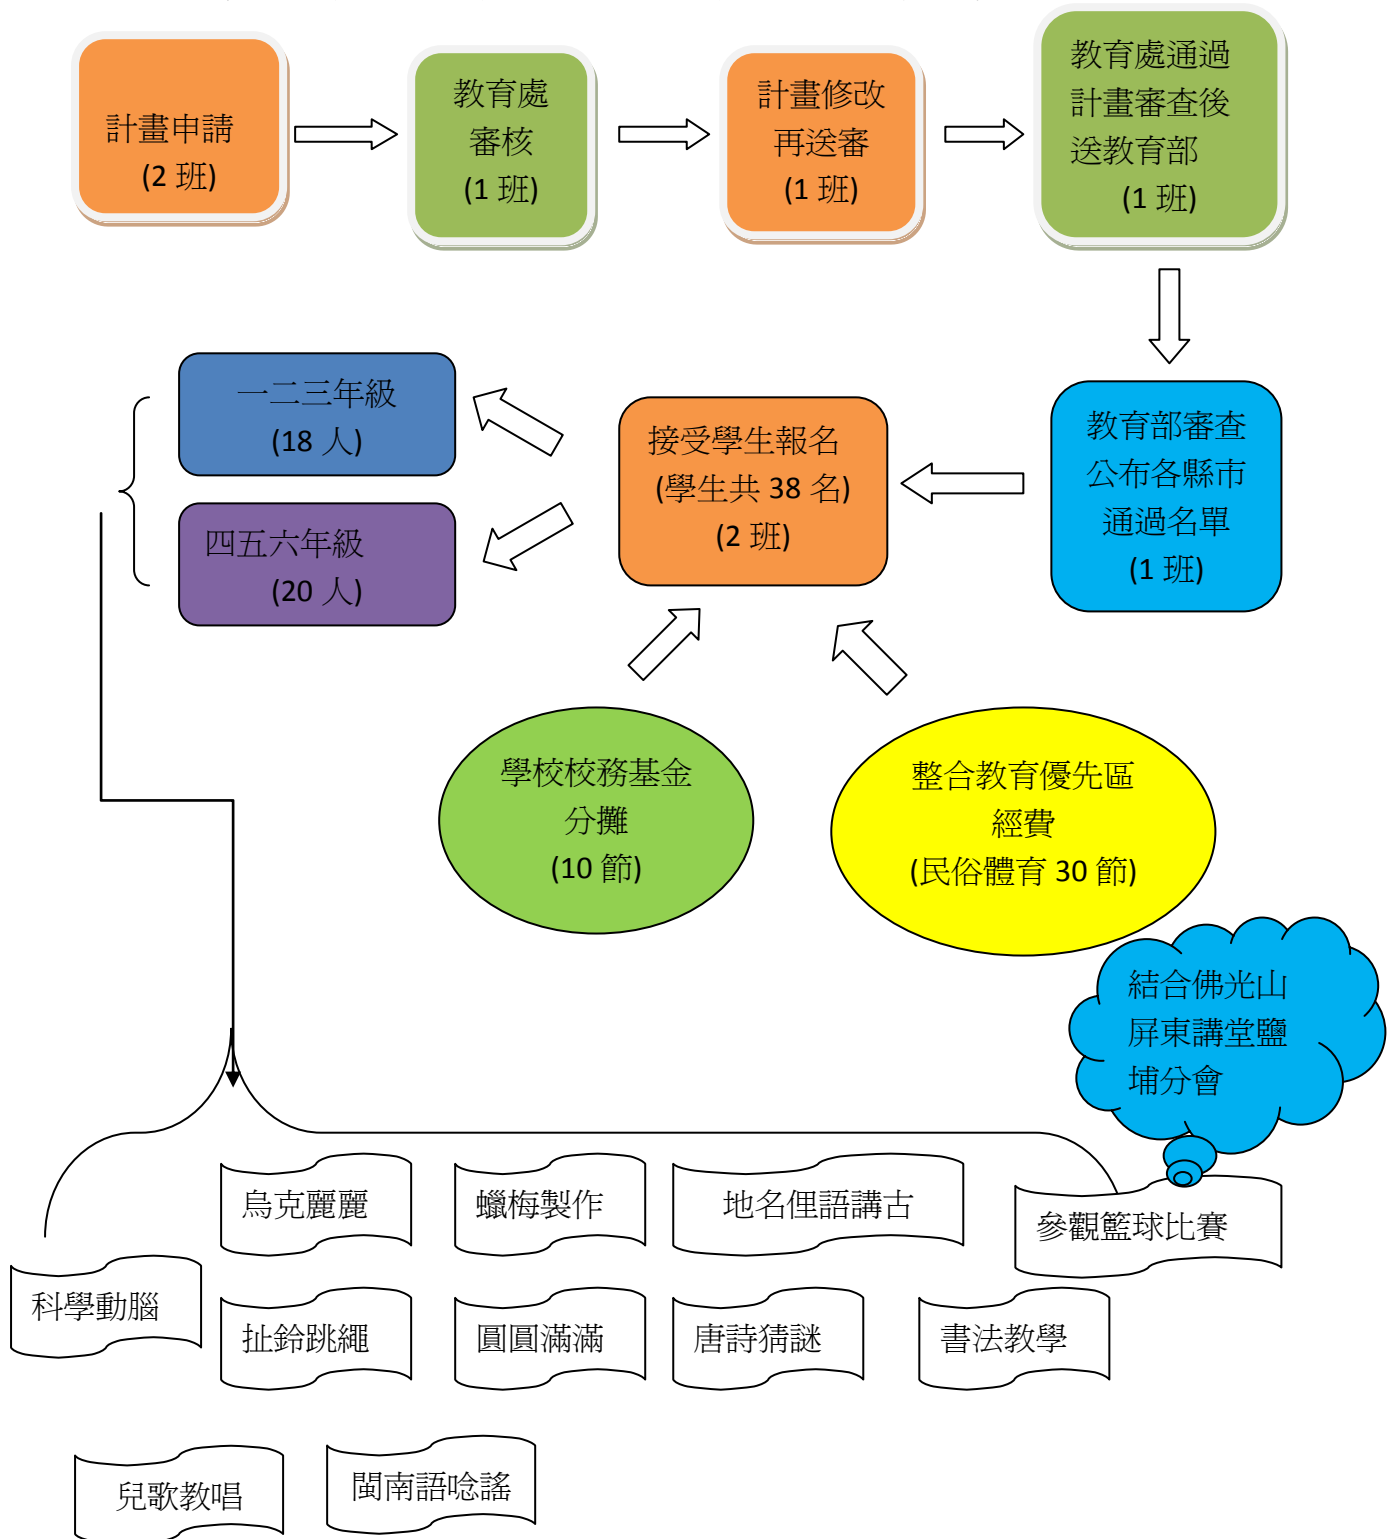 計畫申請
(2 班)
教育處
審核
(1 班)
計畫修改
再送審
(1 班)
教育處通過
計畫審查後
送教育部
(1 班)
一二三年級
(18 人)
四五六年級
(20 人)
接受學生報名
(學生共 38 名)
(2 班)
教育部審查
公布各縣市
通過名單
(1 班)
學校校務基金
分攤
(10 節)
整合教育優先區
經費
(民俗體育 30 節)
結合佛光山
屏東講堂鹽
埔分會
烏克麗麗
蠟梅製作
地名俚語講古
參觀籃球比賽
科學動腦
扯鈴跳繩
圓圓滿滿
唐詩猜謎
書法教學
兒歌教唱
閩南語唸謠